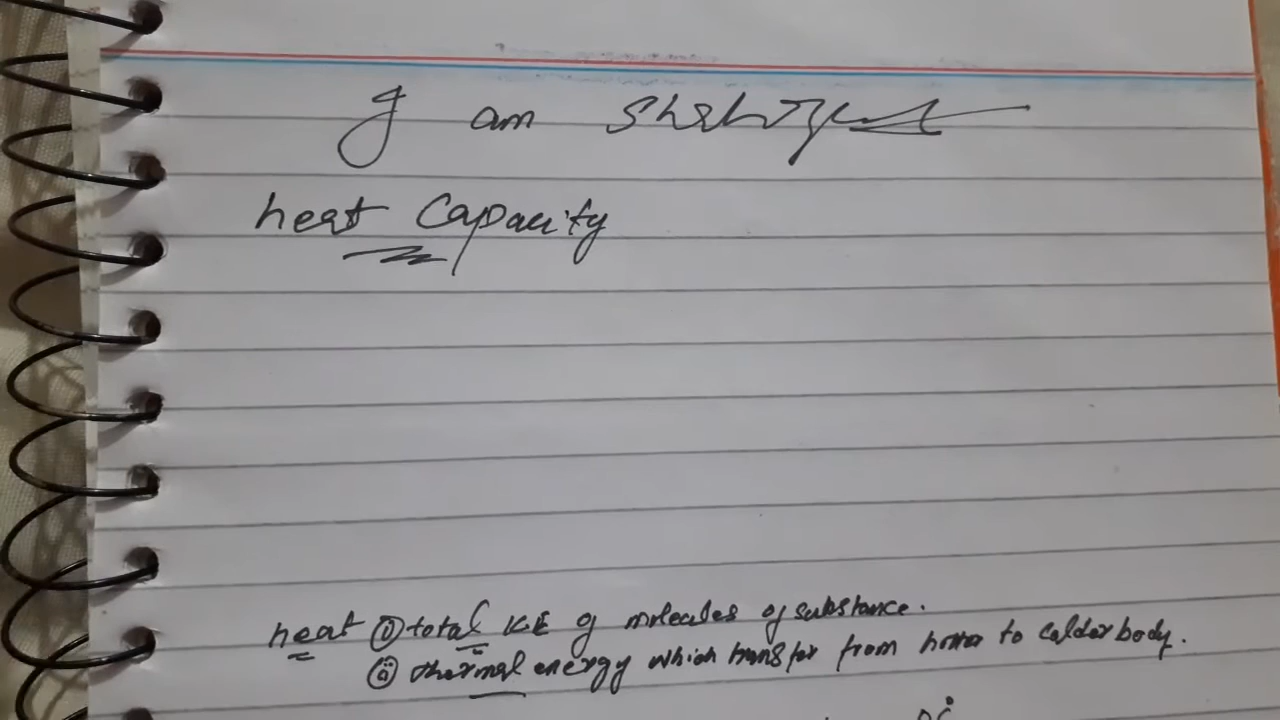 I am
heat Capacity
heat (i) total KE of molecules of substance.
(ii) thermal energy which transfer from hotter to colder body.